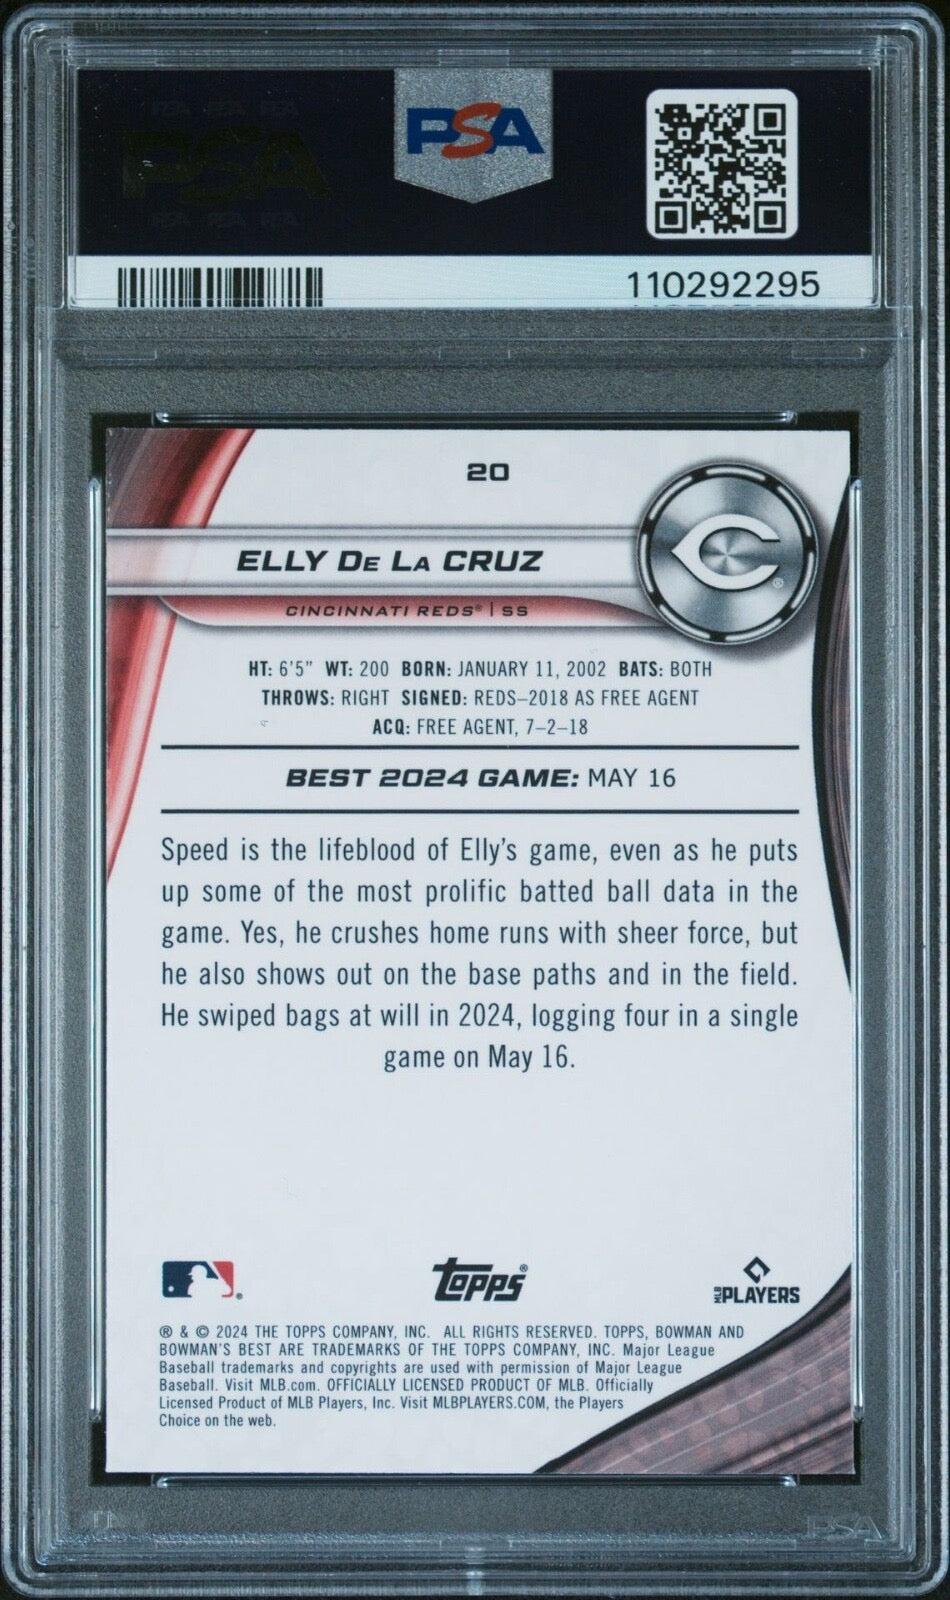 PSA
110292295
20
ELLY DE LA CRUZ
CINCINNATI REDS® | SS
HT: 6'5" WT: 200 BORN: JANUARY 11, 2002 BATS: BOTH
THROWS: RIGHT SIGNED: REDS–2018 AS FREE AGENT
ACQ: FREE AGENT, 7–2–18
BEST 2024 GAME: MAY 16
Speed is the lifeblood of Elly's game, even as he puts
up some of the most prolific batted ball data in the
game. Yes, he crushes home runs with sheer force, but
he also shows out on the base paths and in the field.
He swiped bags at will in 2024, logging four in a single
game on May 16.
Topps®
MLB PLAYERS
® & © 2024 THE TOPPS COMPANY, INC. ALL RIGHTS RESERVED. TOPPS, BOWMAN AND
BOWMAN'S BEST ARE TRADEMARKS OF THE TOPPS COMPANY, INC. Major League
Baseball trademarks and copyrights are used with permission of Major League
Baseball. Visit MLB.com. OFFICIALLY LICENSED PRODUCT OF MLB. Officially
Licensed Product of MLB Players, Inc. Visit MLBPLAYERS.COM, the Players
Choice on the web.
PSA